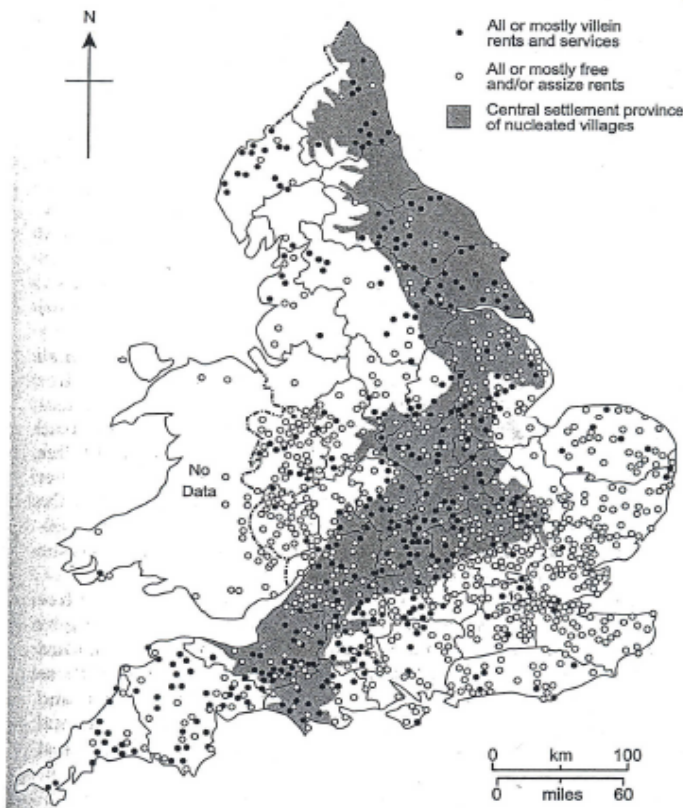 N
All or mostly villein
rents and services
All or mostly free
and/or assize rents
Central settlement province
of nucleated villages
No
Data
0 km 100
0 miles 60